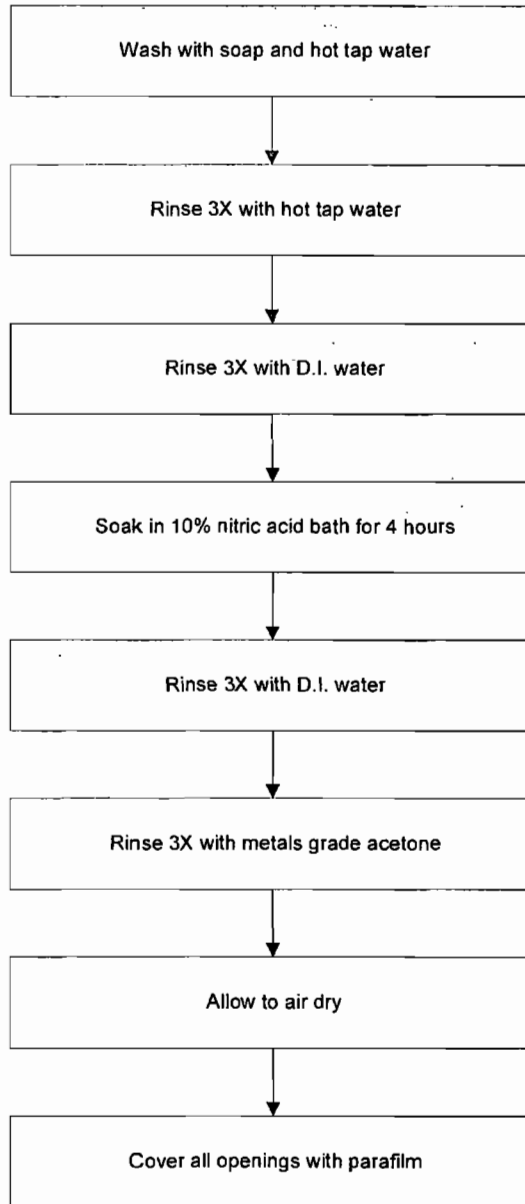 Wash with soap and hot tap water
Rinse 3X with hot tap water
Rinse 3X with D.I. water
Soak in 10% nitric acid bath for 4 hours
Rinse 3X with D.I. water
Rinse 3X with metals grade acetone
Allow to air dry
Cover all openings with parafilm